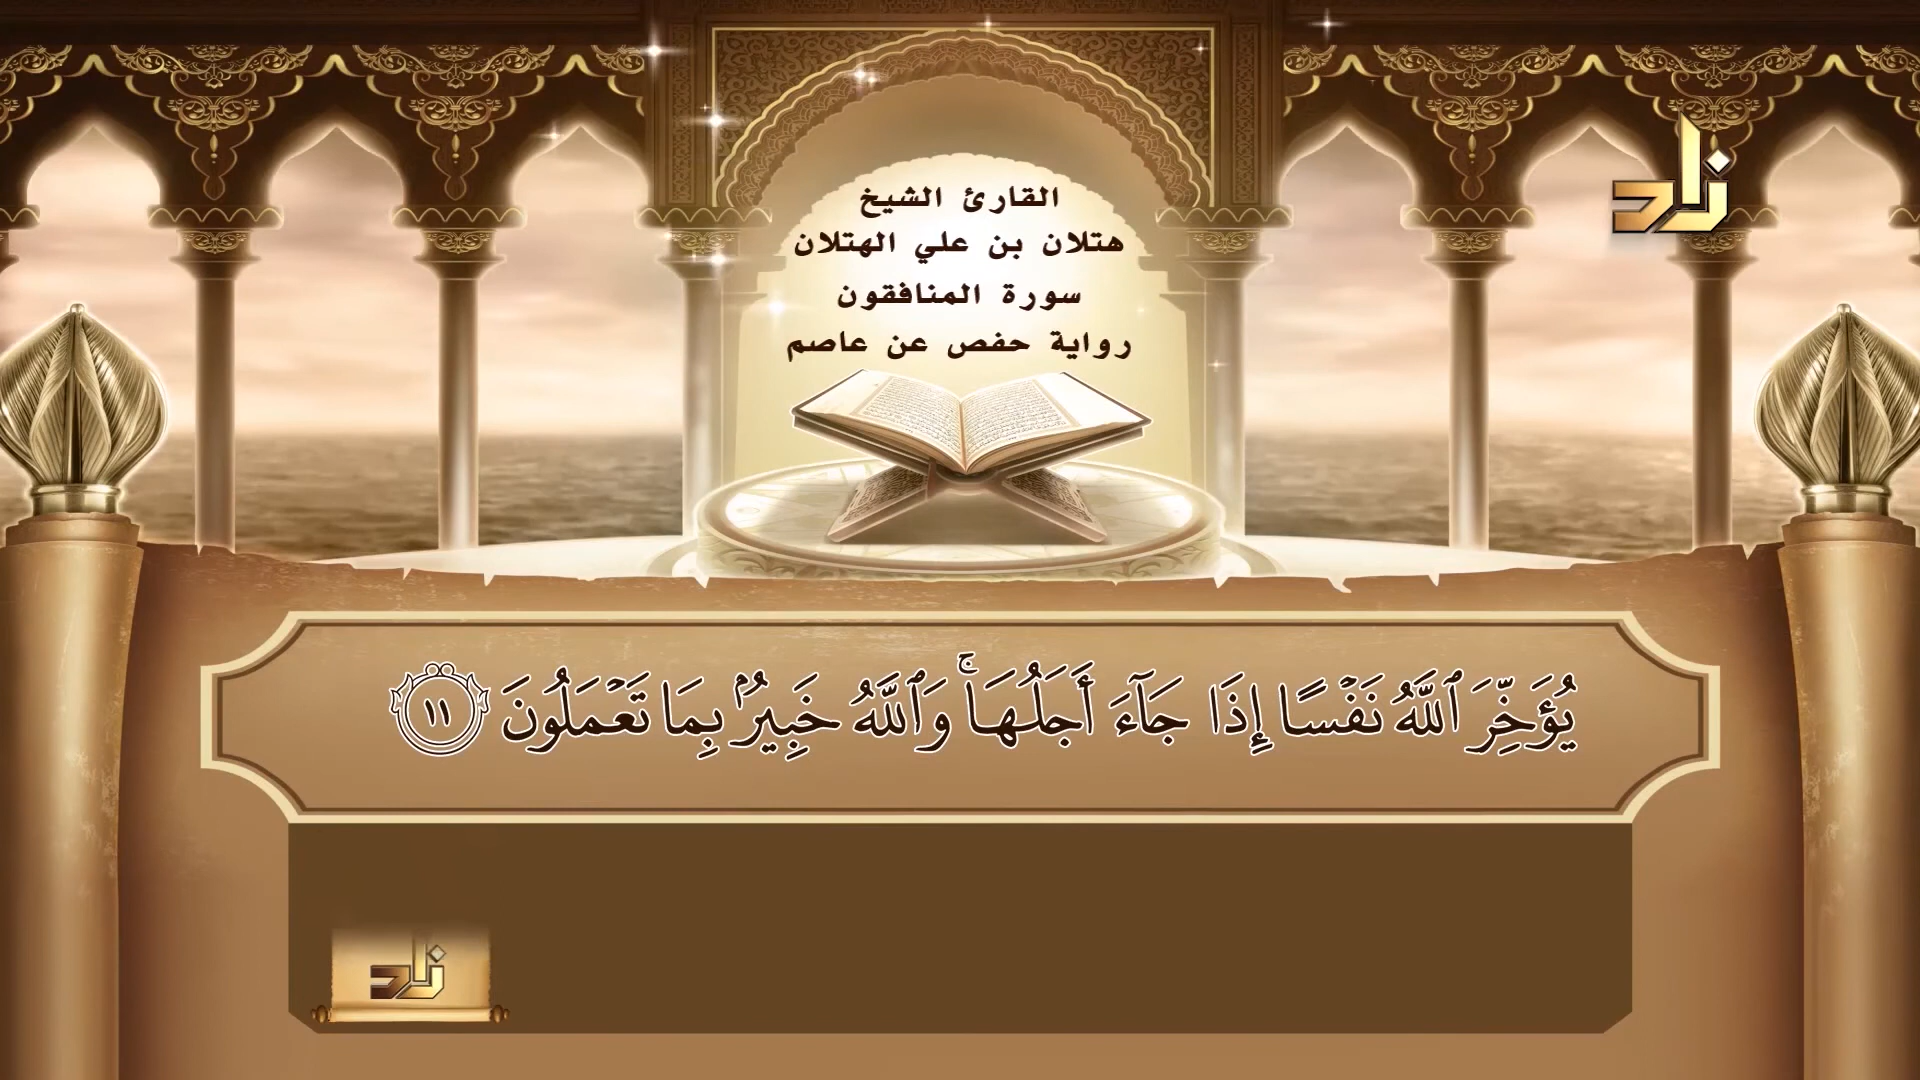 زاد
القارئ الشيخ
هتلان بن علي الهتلان
سورة المنافقون
رواية حفص عن عاصم
يُؤَخِّرَ ٱللَّهُ نَفۡسًا إِذَا جَآءَ أَجَلُهَاۚ وَٱللَّهُ خَبِيرُۢ بِمَا تَعۡمَلُونَ ١١
زاد